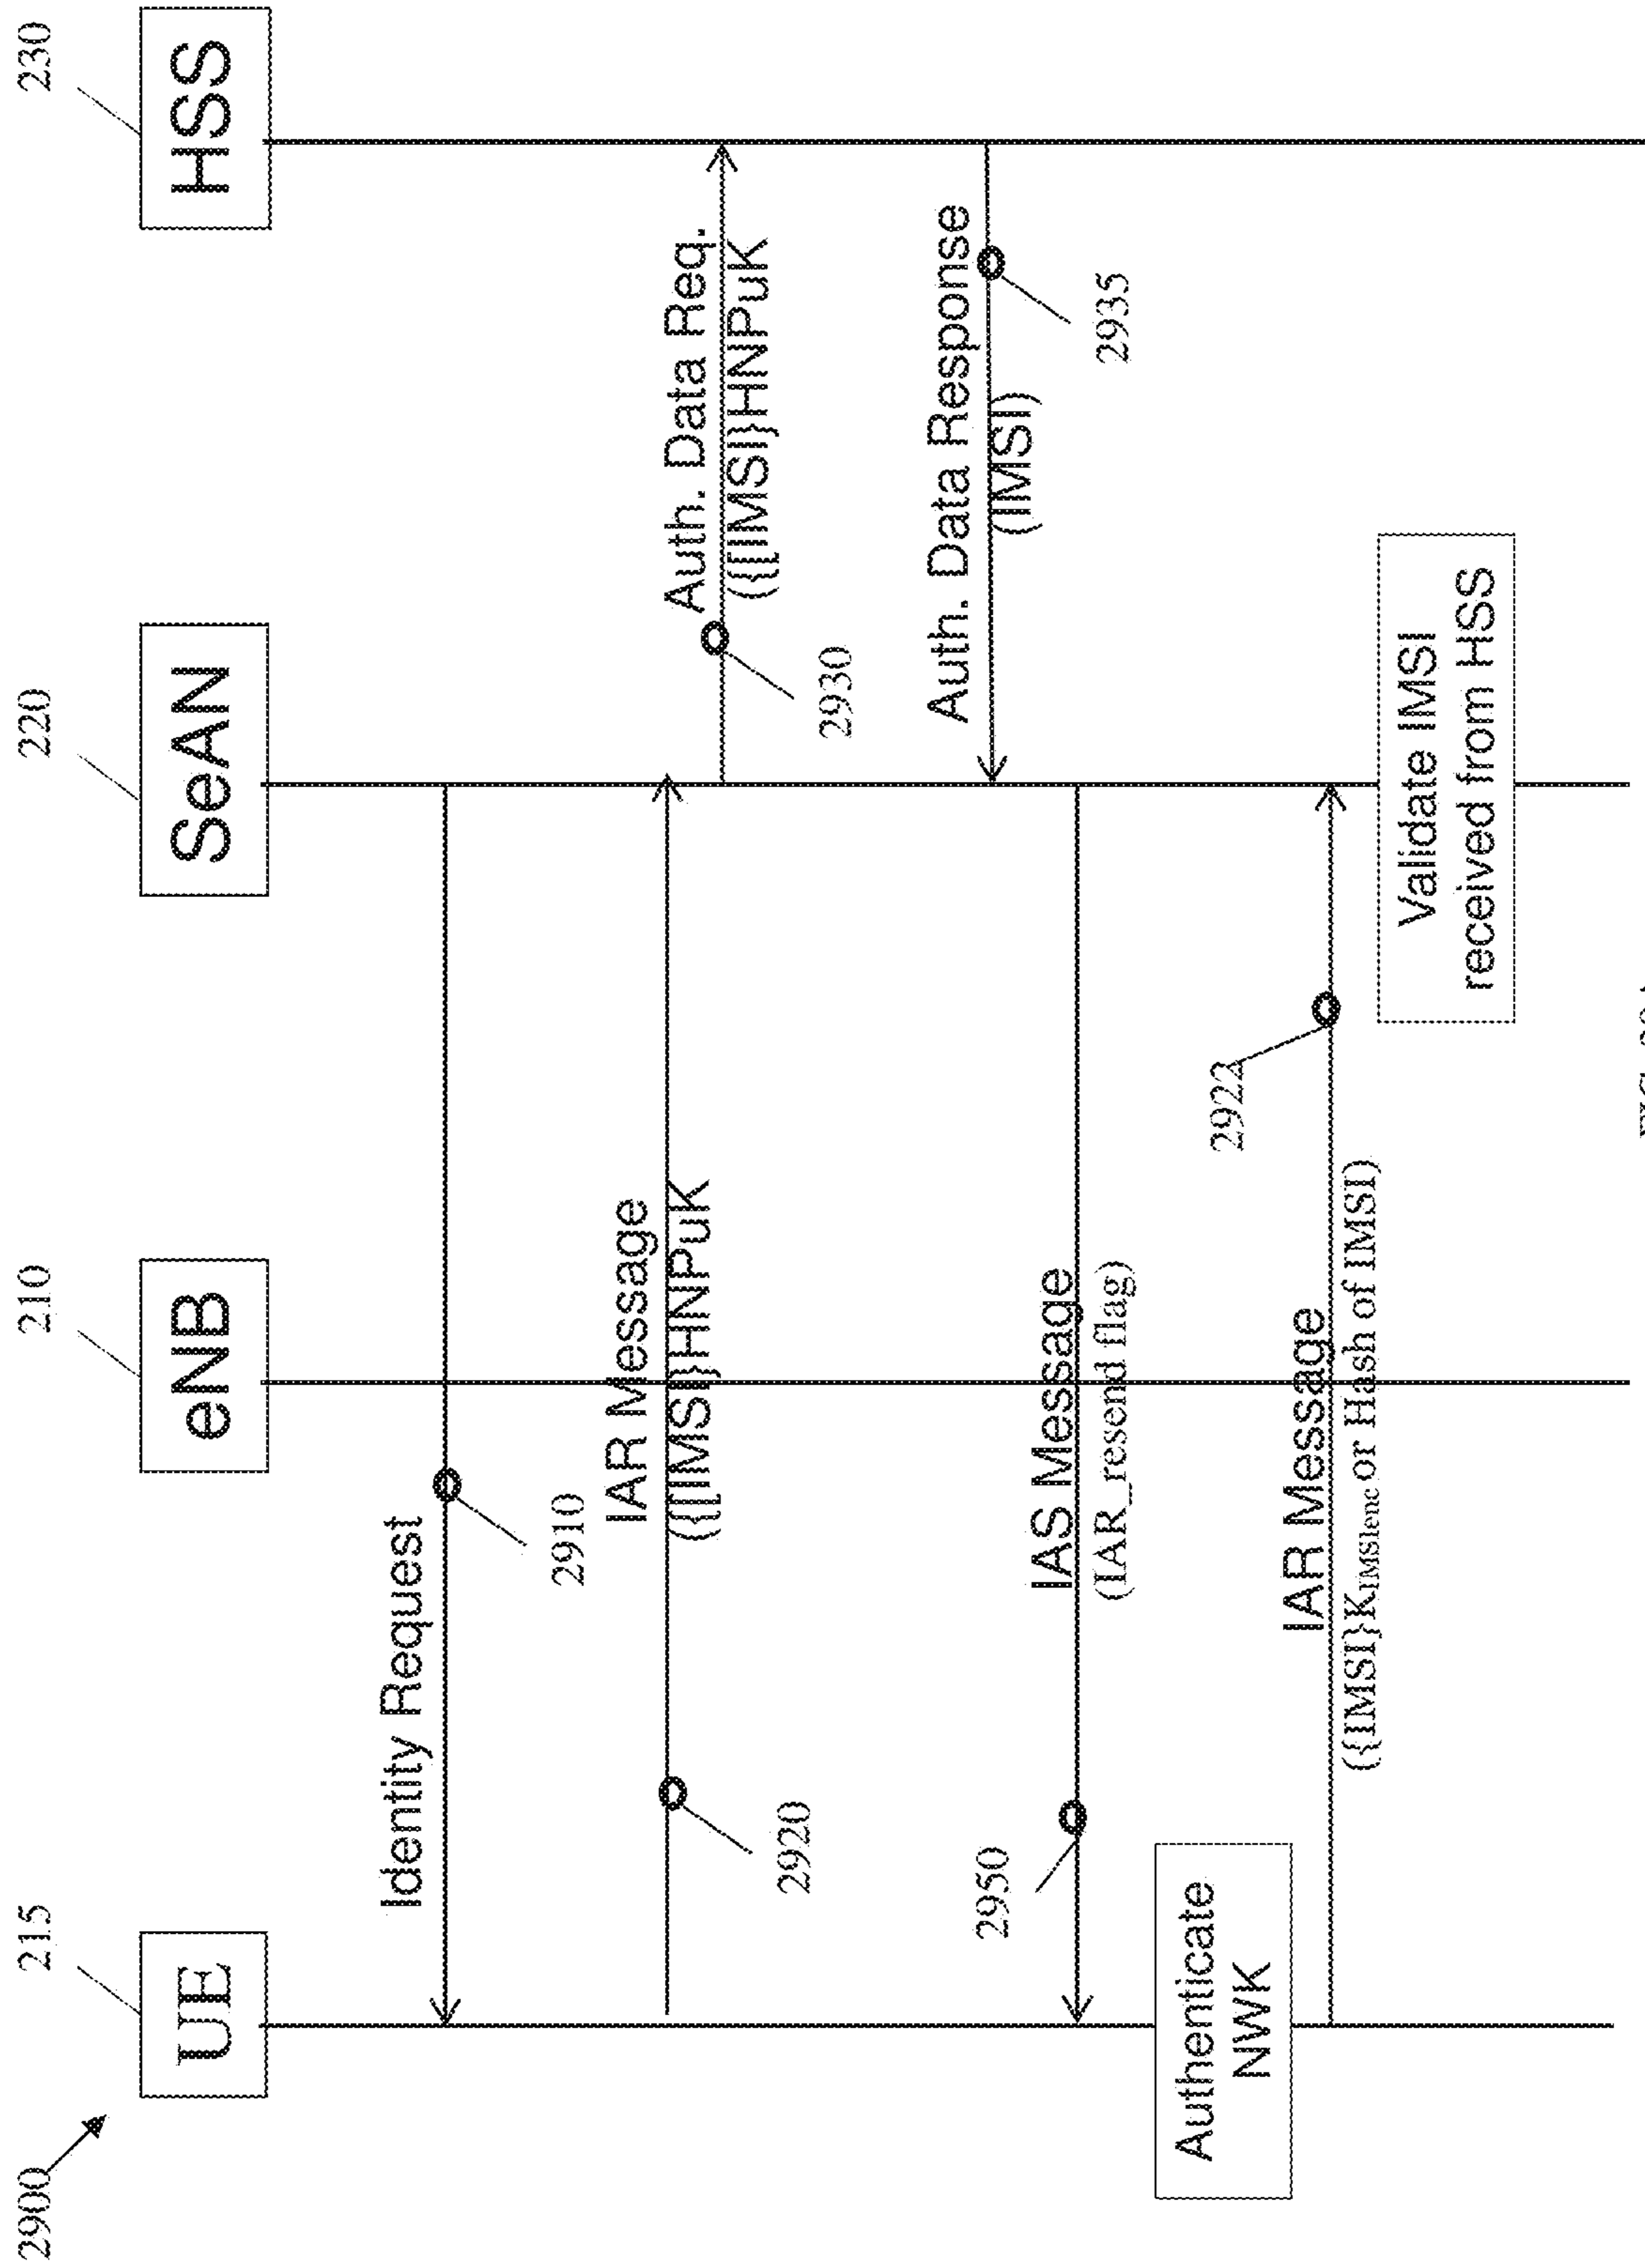 2900
215
210
220
230
UE
eNB
SeAN
HSS
Identity Request
2910
IAR Message
({[IMSI}HNPuK
2920
Auth. Data Req.
({[IMSI}HNPuK
2930
Auth. Data Response
(IMSI)
2935
IAS Message
(IAR_resend flag)
2950
Authenticate
NWK
IAR Message
({IMSI}K_IMSIenc or Hash of IMSI)
2922
Validate IMSI
received from HSS